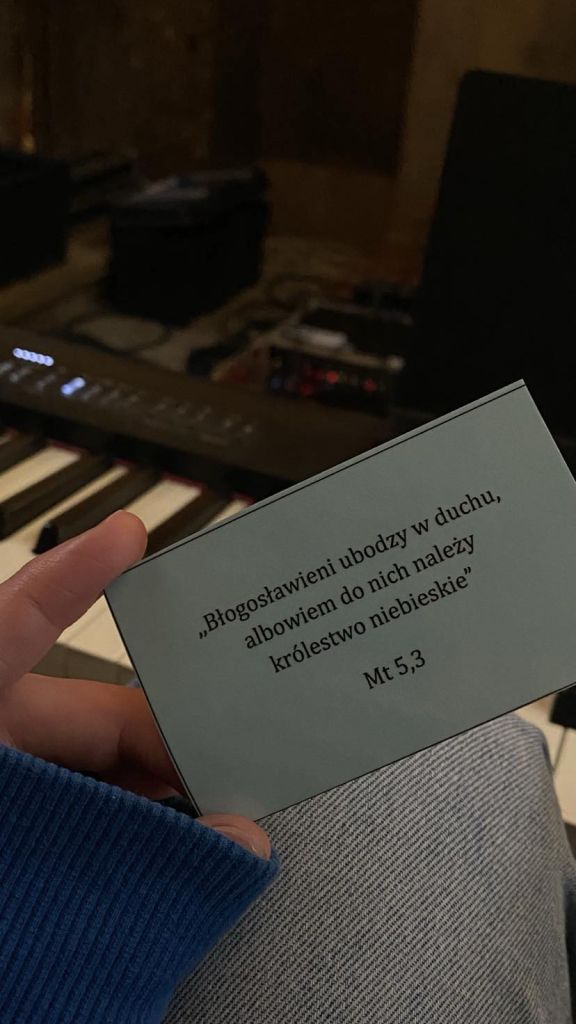 „Błogosławieni ubodzy w duchu,
albowiem do nich należy
królestwo niebieskie”
Mt 5,3